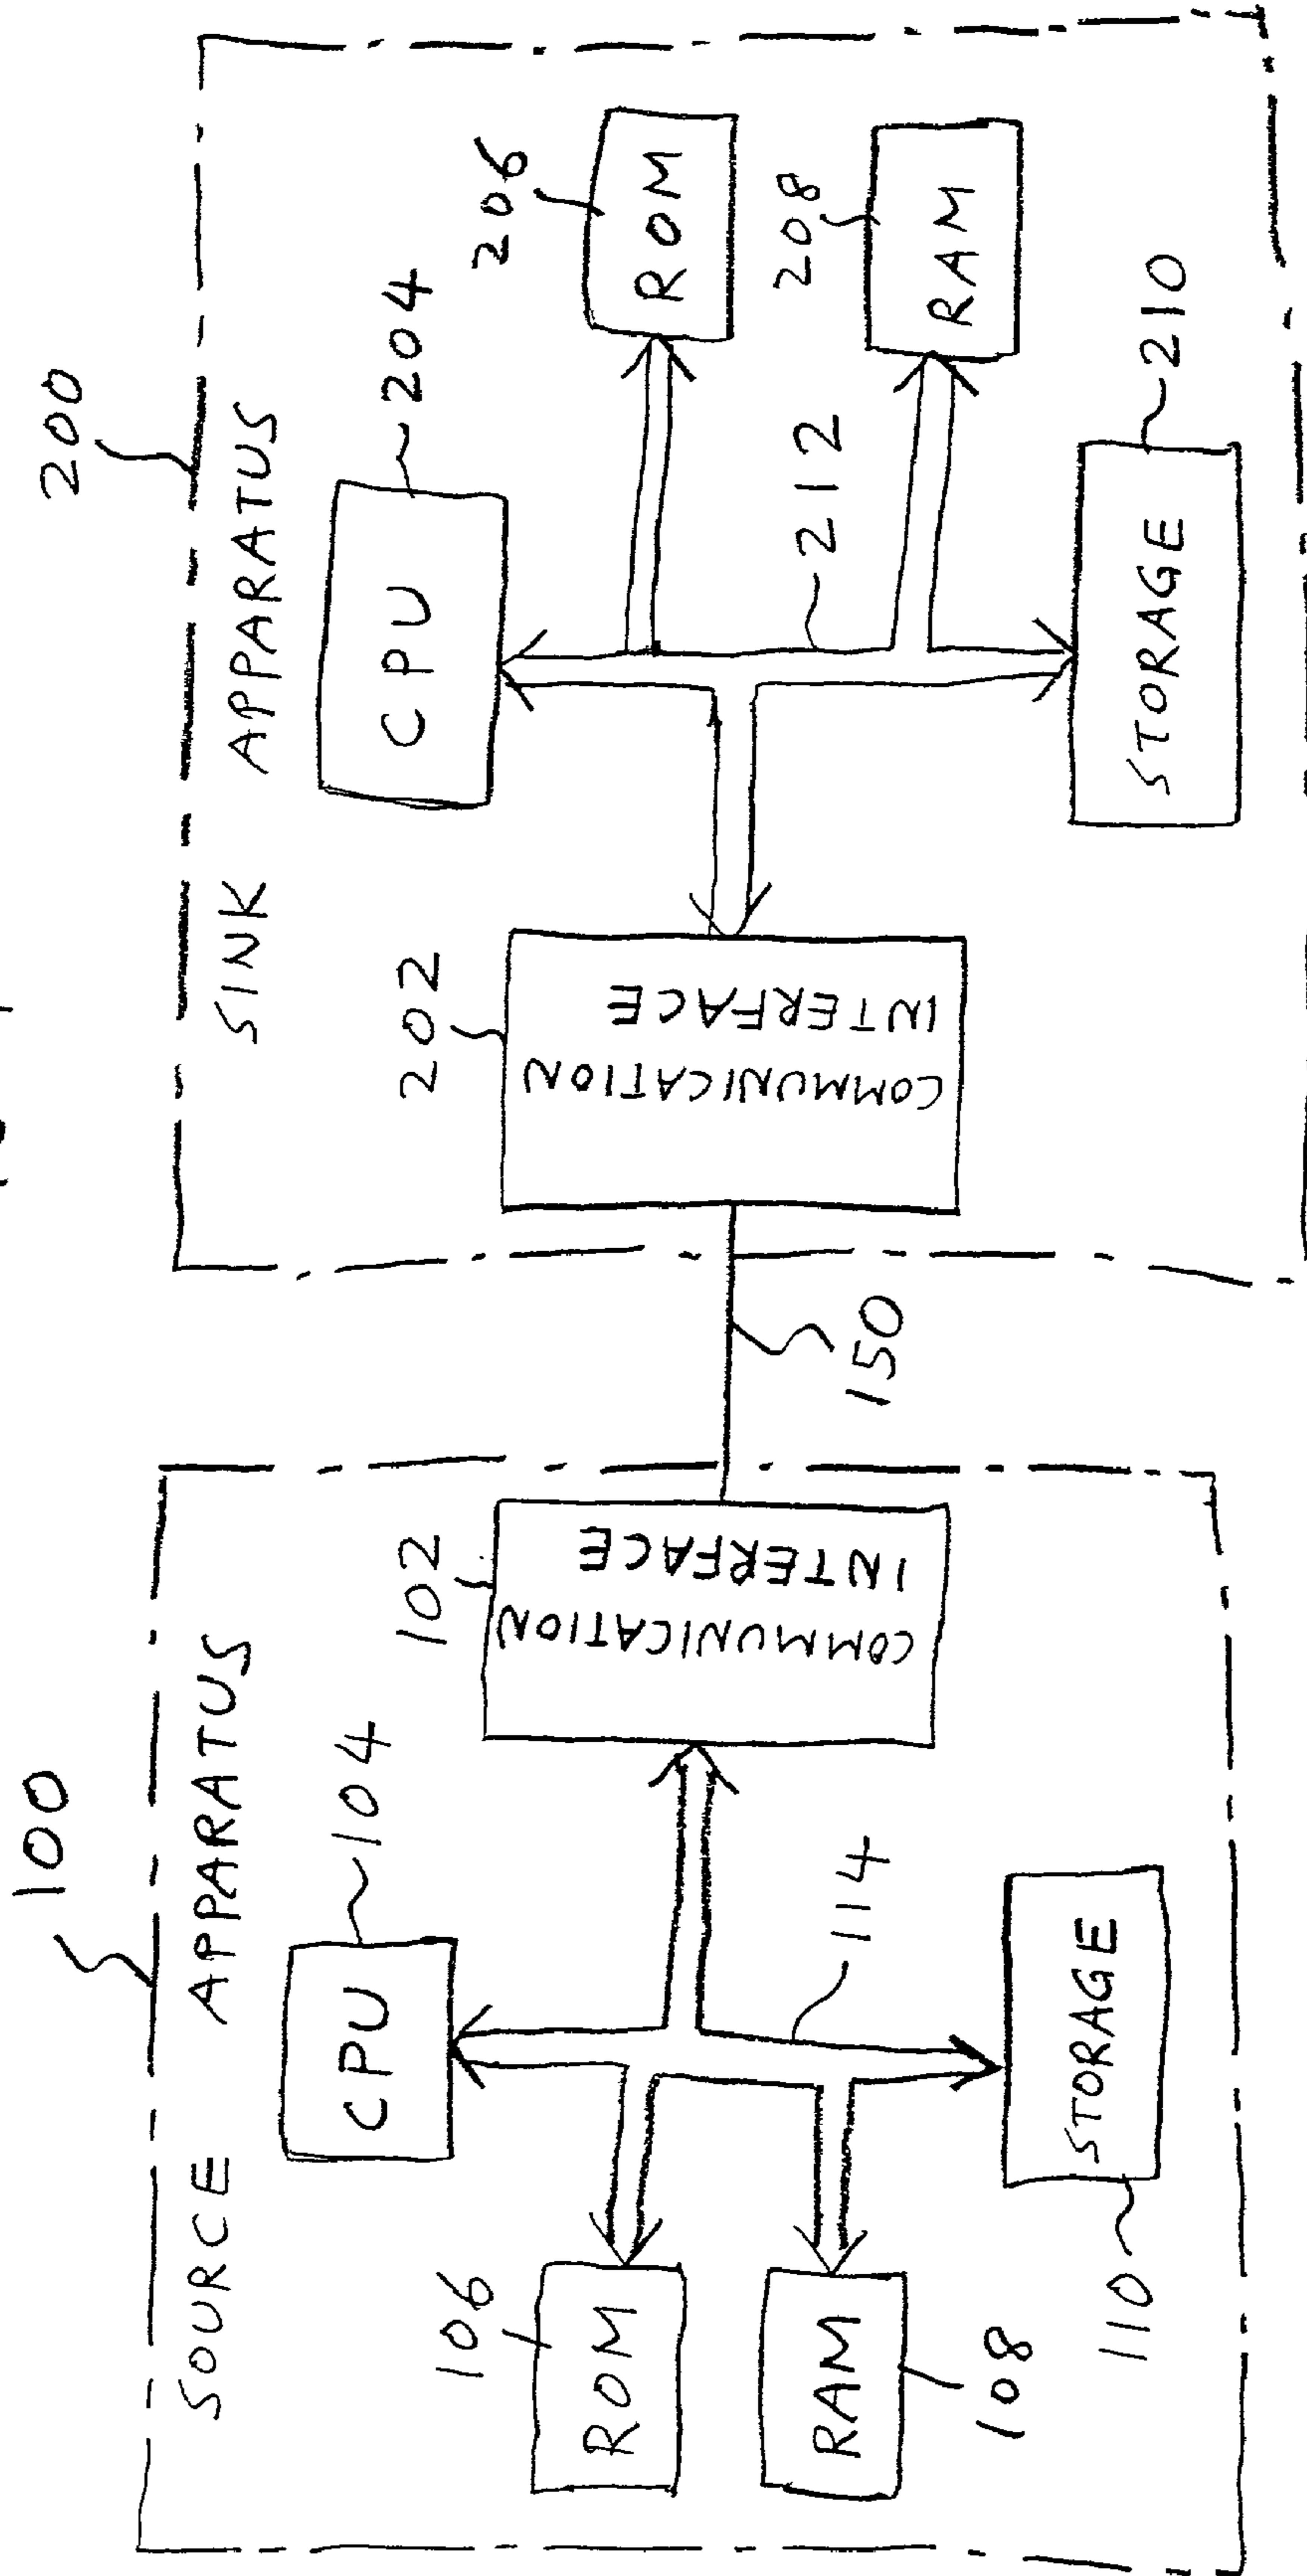 100
SOURCE APPARATUS
CPU
104
102
COMMUNICATION
INTERFACE
106
ROM
RAM
108
114
STORAGE
110
150
200
SINK APPARATUS
CPU
204
202
COMMUNICATION
INTERFACE
206
ROM
208
RAM
212
STORAGE
210